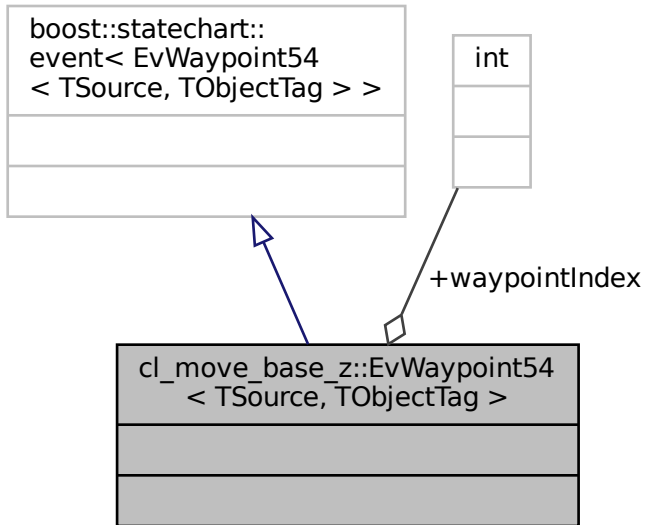 boost::statechart::
event< EvWaypoint54
< TSource, TObjectTag > >
int
+waypointIndex
cl_move_base_z::EvWaypoint54
< TSource, TObjectTag >